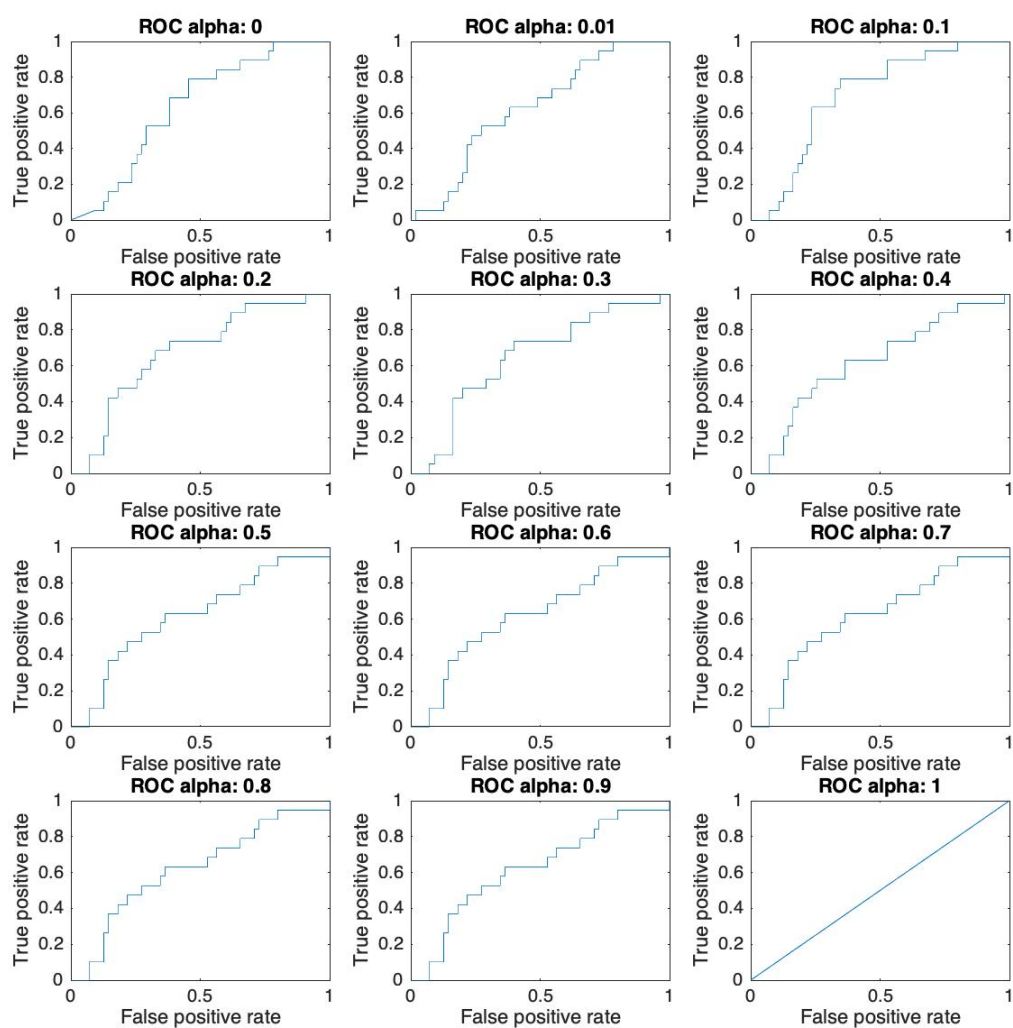 ROC alpha: 0
True positive rate
1
0.8
0.6
0.4
0.2
0
0 0.5 1
False positive rate
ROC alpha: 0.01
True positive rate
1
0.8
0.6
0.4
0.2
0
0 0.5 1
False positive rate
ROC alpha: 0.1
True positive rate
1
0.8
0.6
0.4
0.2
0
0 0.5 1
False positive rate
ROC alpha: 0.2
True positive rate
1
0.8
0.6
0.4
0.2
0
0 0.5 1
False positive rate
ROC alpha: 0.3
True positive rate
1
0.8
0.6
0.4
0.2
0
0 0.5 1
False positive rate
ROC alpha: 0.4
True positive rate
1
0.8
0.6
0.4
0.2
0
0 0.5 1
False positive rate
ROC alpha: 0.5
True positive rate
1
0.8
0.6
0.4
0.2
0
0 0.5 1
False positive rate
ROC alpha: 0.6
True positive rate
1
0.8
0.6
0.4
0.2
0
0 0.5 1
False positive rate
ROC alpha: 0.7
True positive rate
1
0.8
0.6
0.4
0.2
0
0 0.5 1
False positive rate
ROC alpha: 0.8
True positive rate
1
0.8
0.6
0.4
0.2
0
0 0.5 1
False positive rate
ROC alpha: 0.9
True positive rate
1
0.8
0.6
0.4
0.2
0
0 0.5 1
False positive rate
ROC alpha: 1
True positive rate
1
0.8
0.6
0.4
0.2
0
0 0.5 1
False positive rate